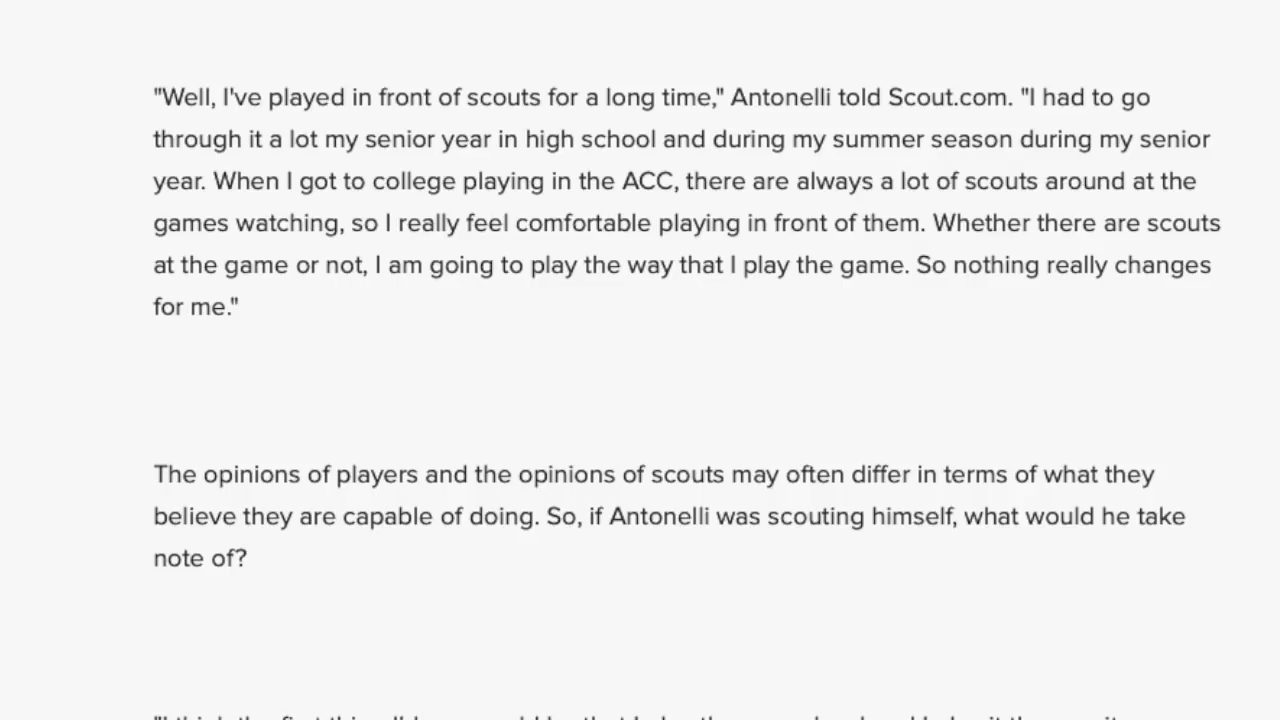 "Well, I've played in front of scouts for a long time," Antonelli told Scout.com. "I had to go
through it a lot my senior year in high school and during my summer season during my senior
year. When I got to college playing in the ACC, there are always a lot of scouts around at the
games watching, so I really feel comfortable playing in front of them. Whether there are scouts
at the game or not, I am going to play the way that I play the game. So nothing really changes
for me."
The opinions of players and the opinions of scouts may often differ in terms of what they
believe they are capable of doing. So, if Antonelli was scouting himself, what would he take
note of?
"I think the first thing I'd